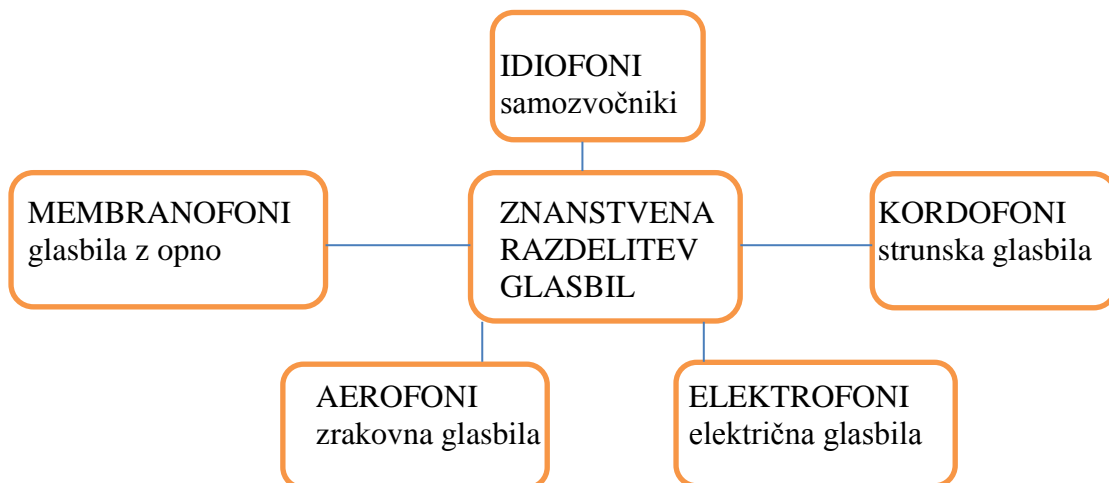 IDIOFONI
samozvočniki
MEMBRANOFONI
glasbila z opno
ZNANSTVENA
RAZDELITEV
GLASBIL
KORDOFONI
strunska glasbila
AEROFONI
zrakovna glasbila
ELEKTROFONI
električna glasbila